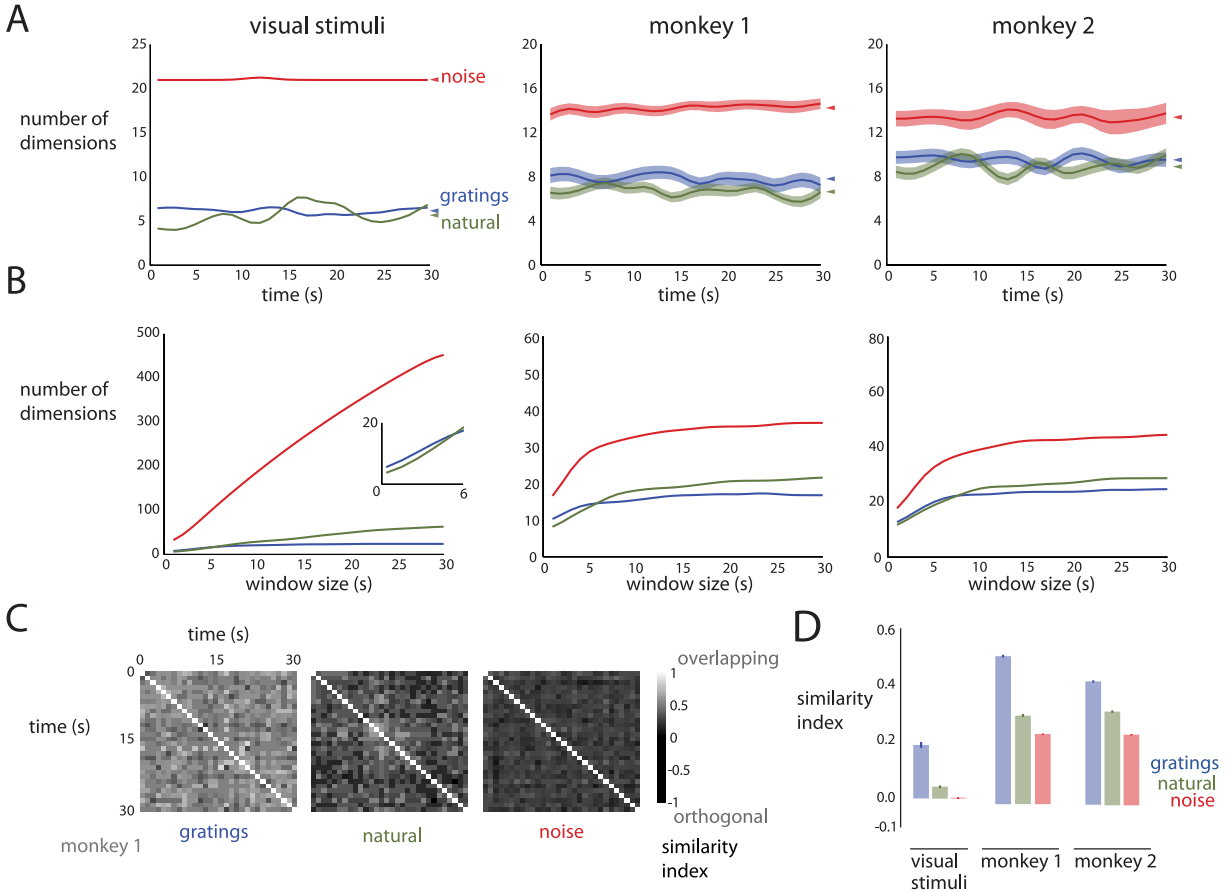 A
visual stimuli
monkey 1
monkey 2
number of
dimensions
25
20
15
10
5
0
noise
gratings
natural
0 5 10 15 20 25 30
time (s)
20
16
12
8
4
0
0 5 10 15 20 25 30
time (s)
20
16
12
8
4
0
0 5 10 15 20 25 30
time (s)
B
number of
dimensions
500
400
300
200
100
0
20
0
6
0 5 10 15 20 25 30
window size (s)
60
50
40
30
20
10
0
0 5 10 15 20 25 30
window size (s)
80
60
40
20
0
0 5 10 15 20 25 30
window size (s)
C
time (s)
0 15 30
time (s)
0
15
30
gratings
natural
noise
monkey 1
overlapping
1
0.5
0
-0.5
-1
orthogonal
similarity
index
D
similarity
index
0.6
0.4
0.2
0.0
-0.1
gratings
natural
noise
visual
stimuli
monkey 1
monkey 2